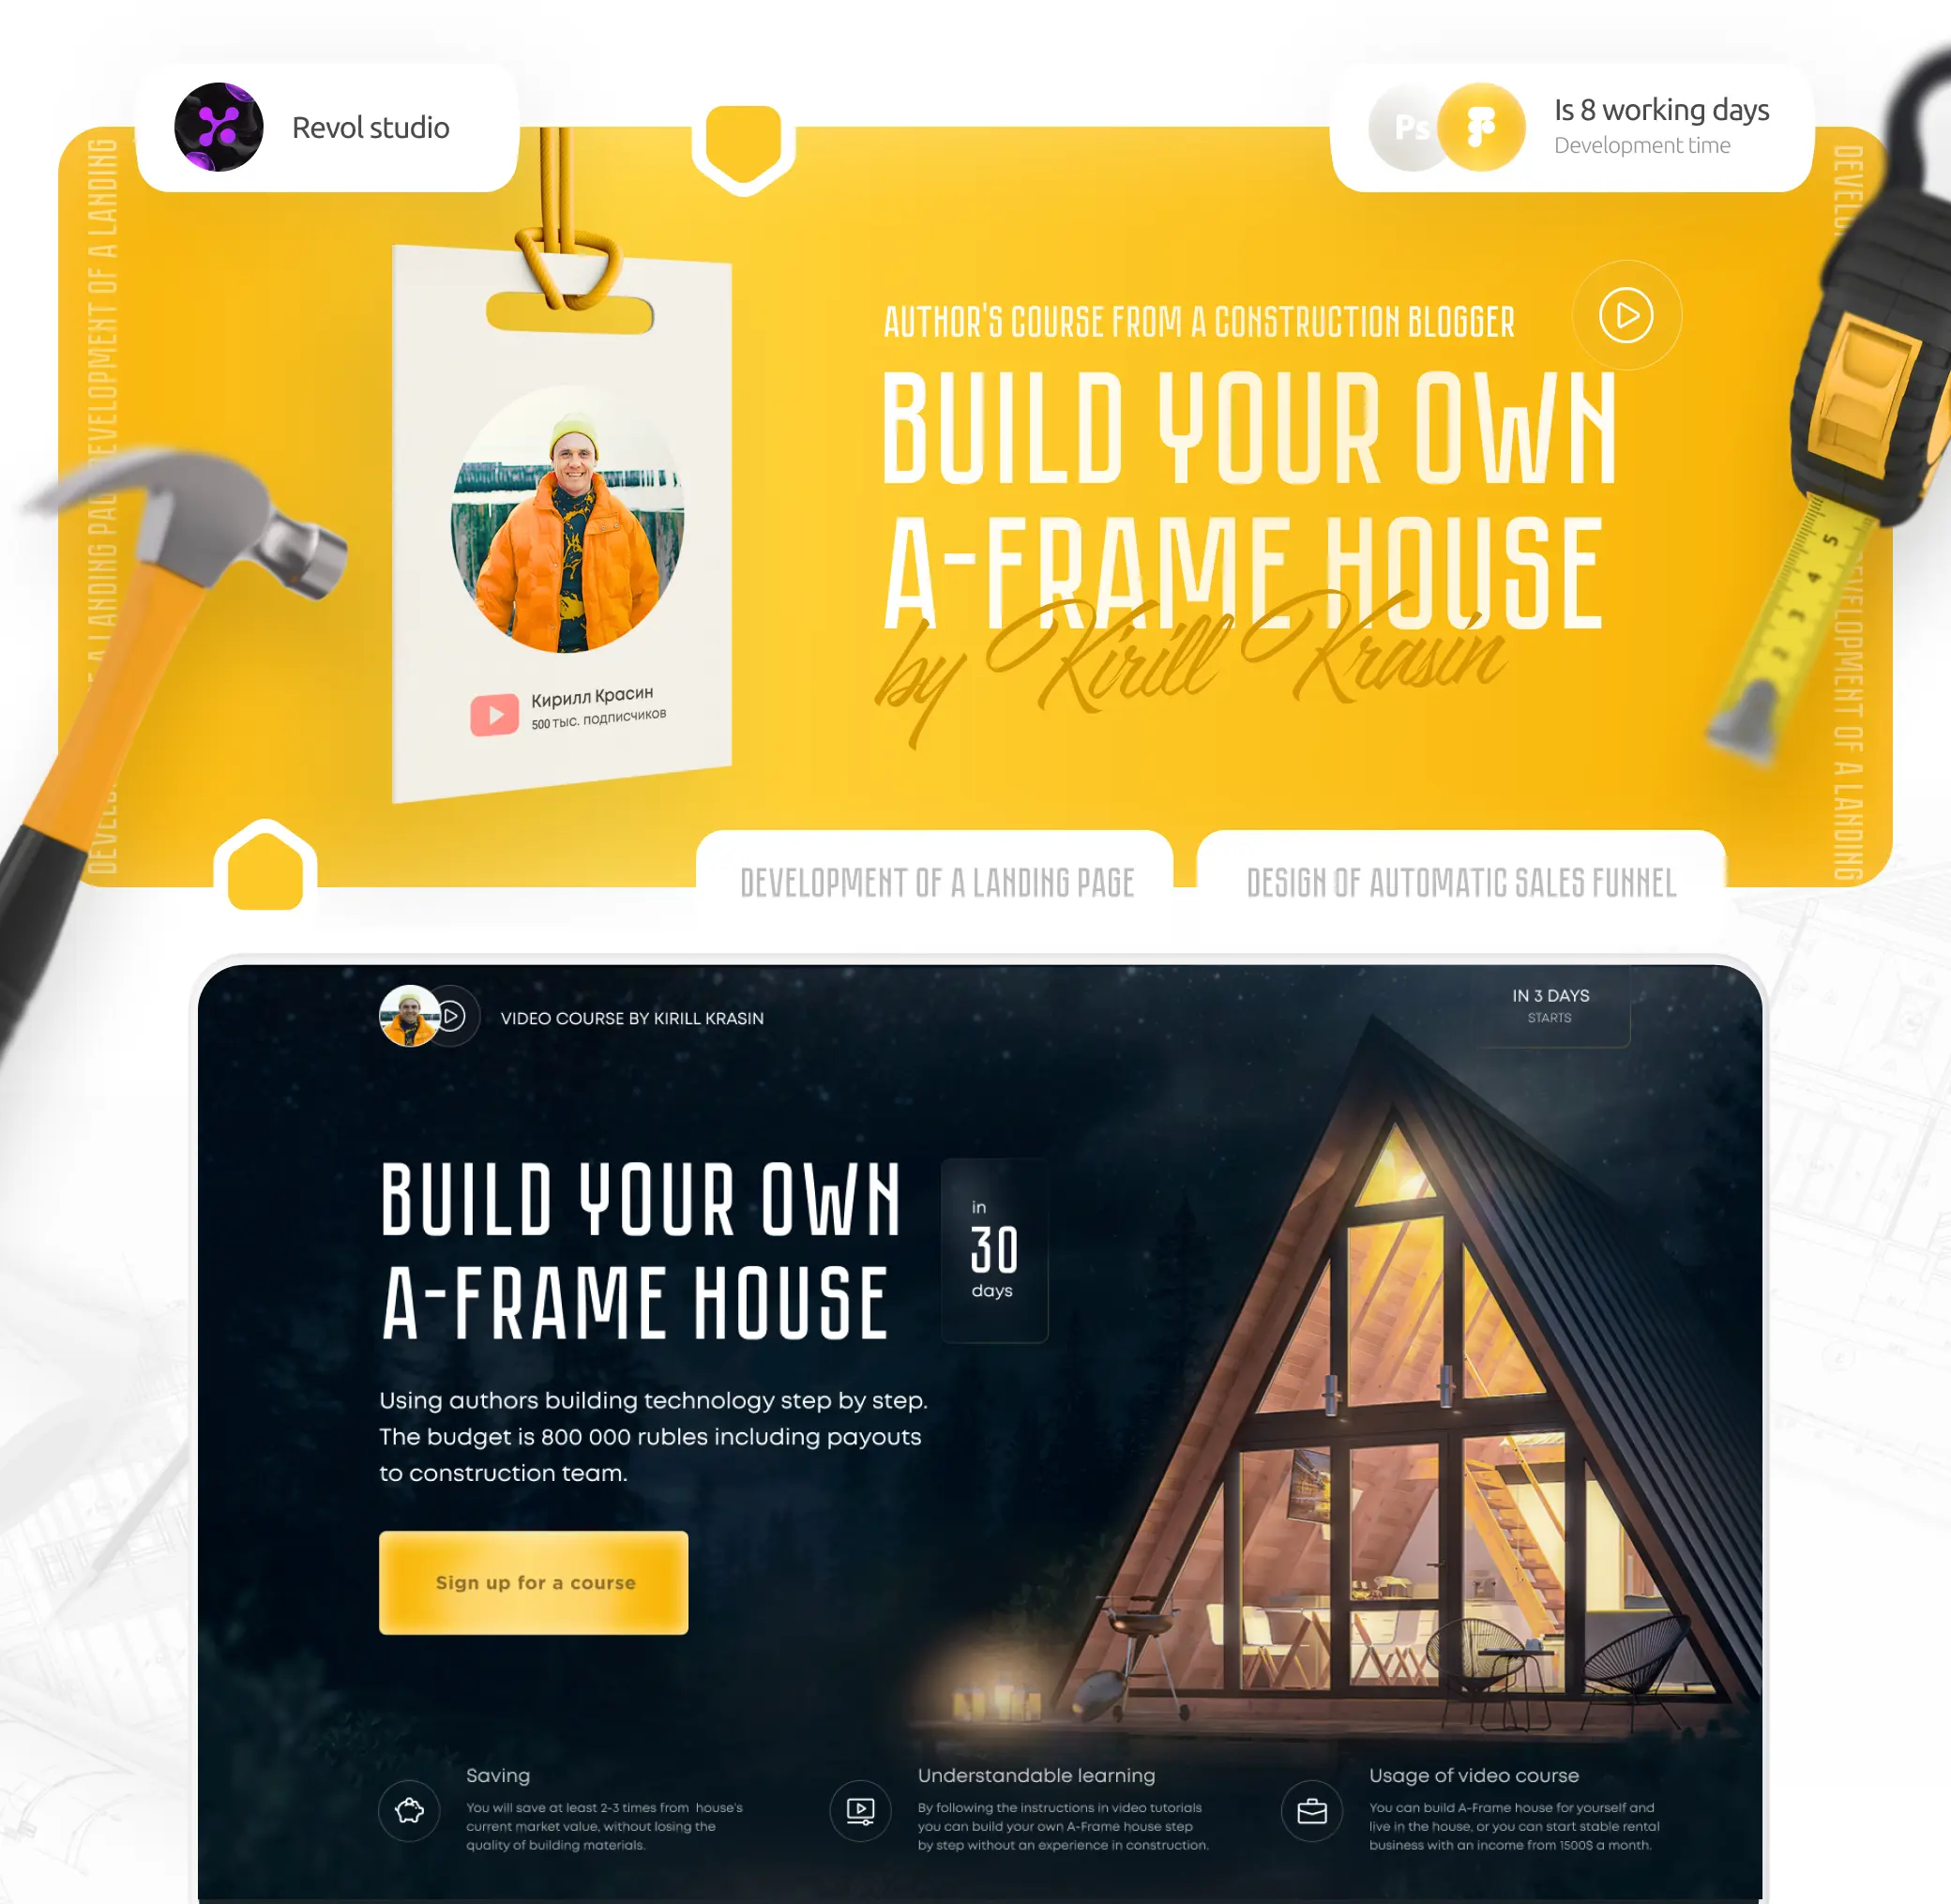 Revol studio
Ps
Is 8 working days
Development time
DEVELOPMENT OF A LANDING
AUTHOR'S COURSE FROM A CONSTRUCTION BLOGGER
BUILD YOUR OWN
A-FRAME HOUSE
by Kirill Krasin
Кирилл Красин
500 тыс. подписчиков
5
4
3
2
DEVELOPMENT OF A LANDING
DEVELOPMENT OF A LANDING PAGE
DESIGN OF AUTOMATIC SALES FUNNEL
VIDEO COURSE BY KIRILL KRASIN
IN 3 DAYS
STARTS
BUILD YOUR OWN
A-FRAME HOUSE
in
30
days
Using authors building technology step by step.
The budget is 800 000 rubles including payouts
to construction team.
Sign up for a course
Saving
You will save at least 2-3 times from house's
current market value, without losing the
quality of building materials.
Understandable learning
By following the instructions in video tutorials
you can build your own A-Frame house step
by step without an experience in construction.
Usage of video course
You can build A-Frame house for yourself and
live in the house, or you can start stable rental
business with an income from 1500$ a month.